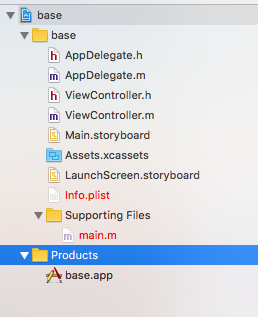 base
base
AppDelegate.h
AppDelegate.m
ViewController.h
ViewController.m
Main.storyboard
Assets.xcassets
LaunchScreen.storyboard
Info.plist
Supporting Files
main.m
Products
base.app